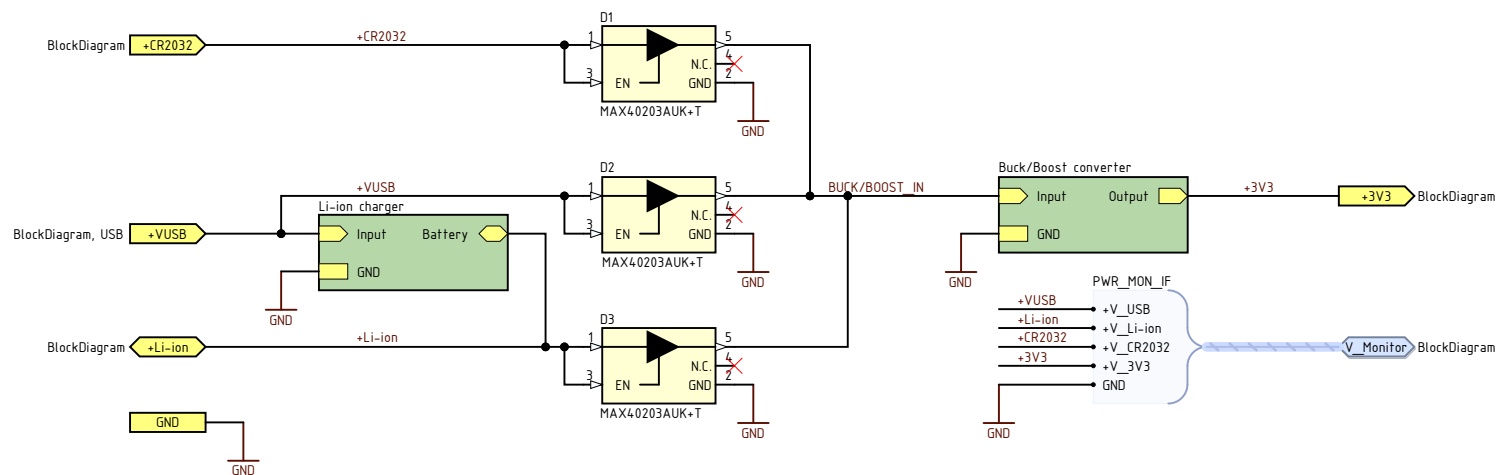 D1
BlockDiagram +CR2032 +CR2032 1 5
4
N.C.
3 EN GND 2
MAX40203AUK+T
GND
D2
Buck/Boost converter
+VUSB 1 5 BUCK/BOOST_IN Input Output +3V3 +3V3 BlockDiagram
Li-ion charger
4
N.C.
BlockDiagram, USB +VUSB Input Battery 3 EN GND 2 GND
MAX40203AUK+T
GND
GND GND
GND
D3
PWR_MON_IF
+VUSB +V_USB
+Li-ion +V_Li-ion
BlockDiagram +Li-ion +Li-ion 1 5 +CR2032 +V_CR2032 V_Monitor BlockDiagram
4
N.C.
+3V3 +V_3V3
3 EN GND 2 GND
MAX40203AUK+T
GND
GND GND
GND